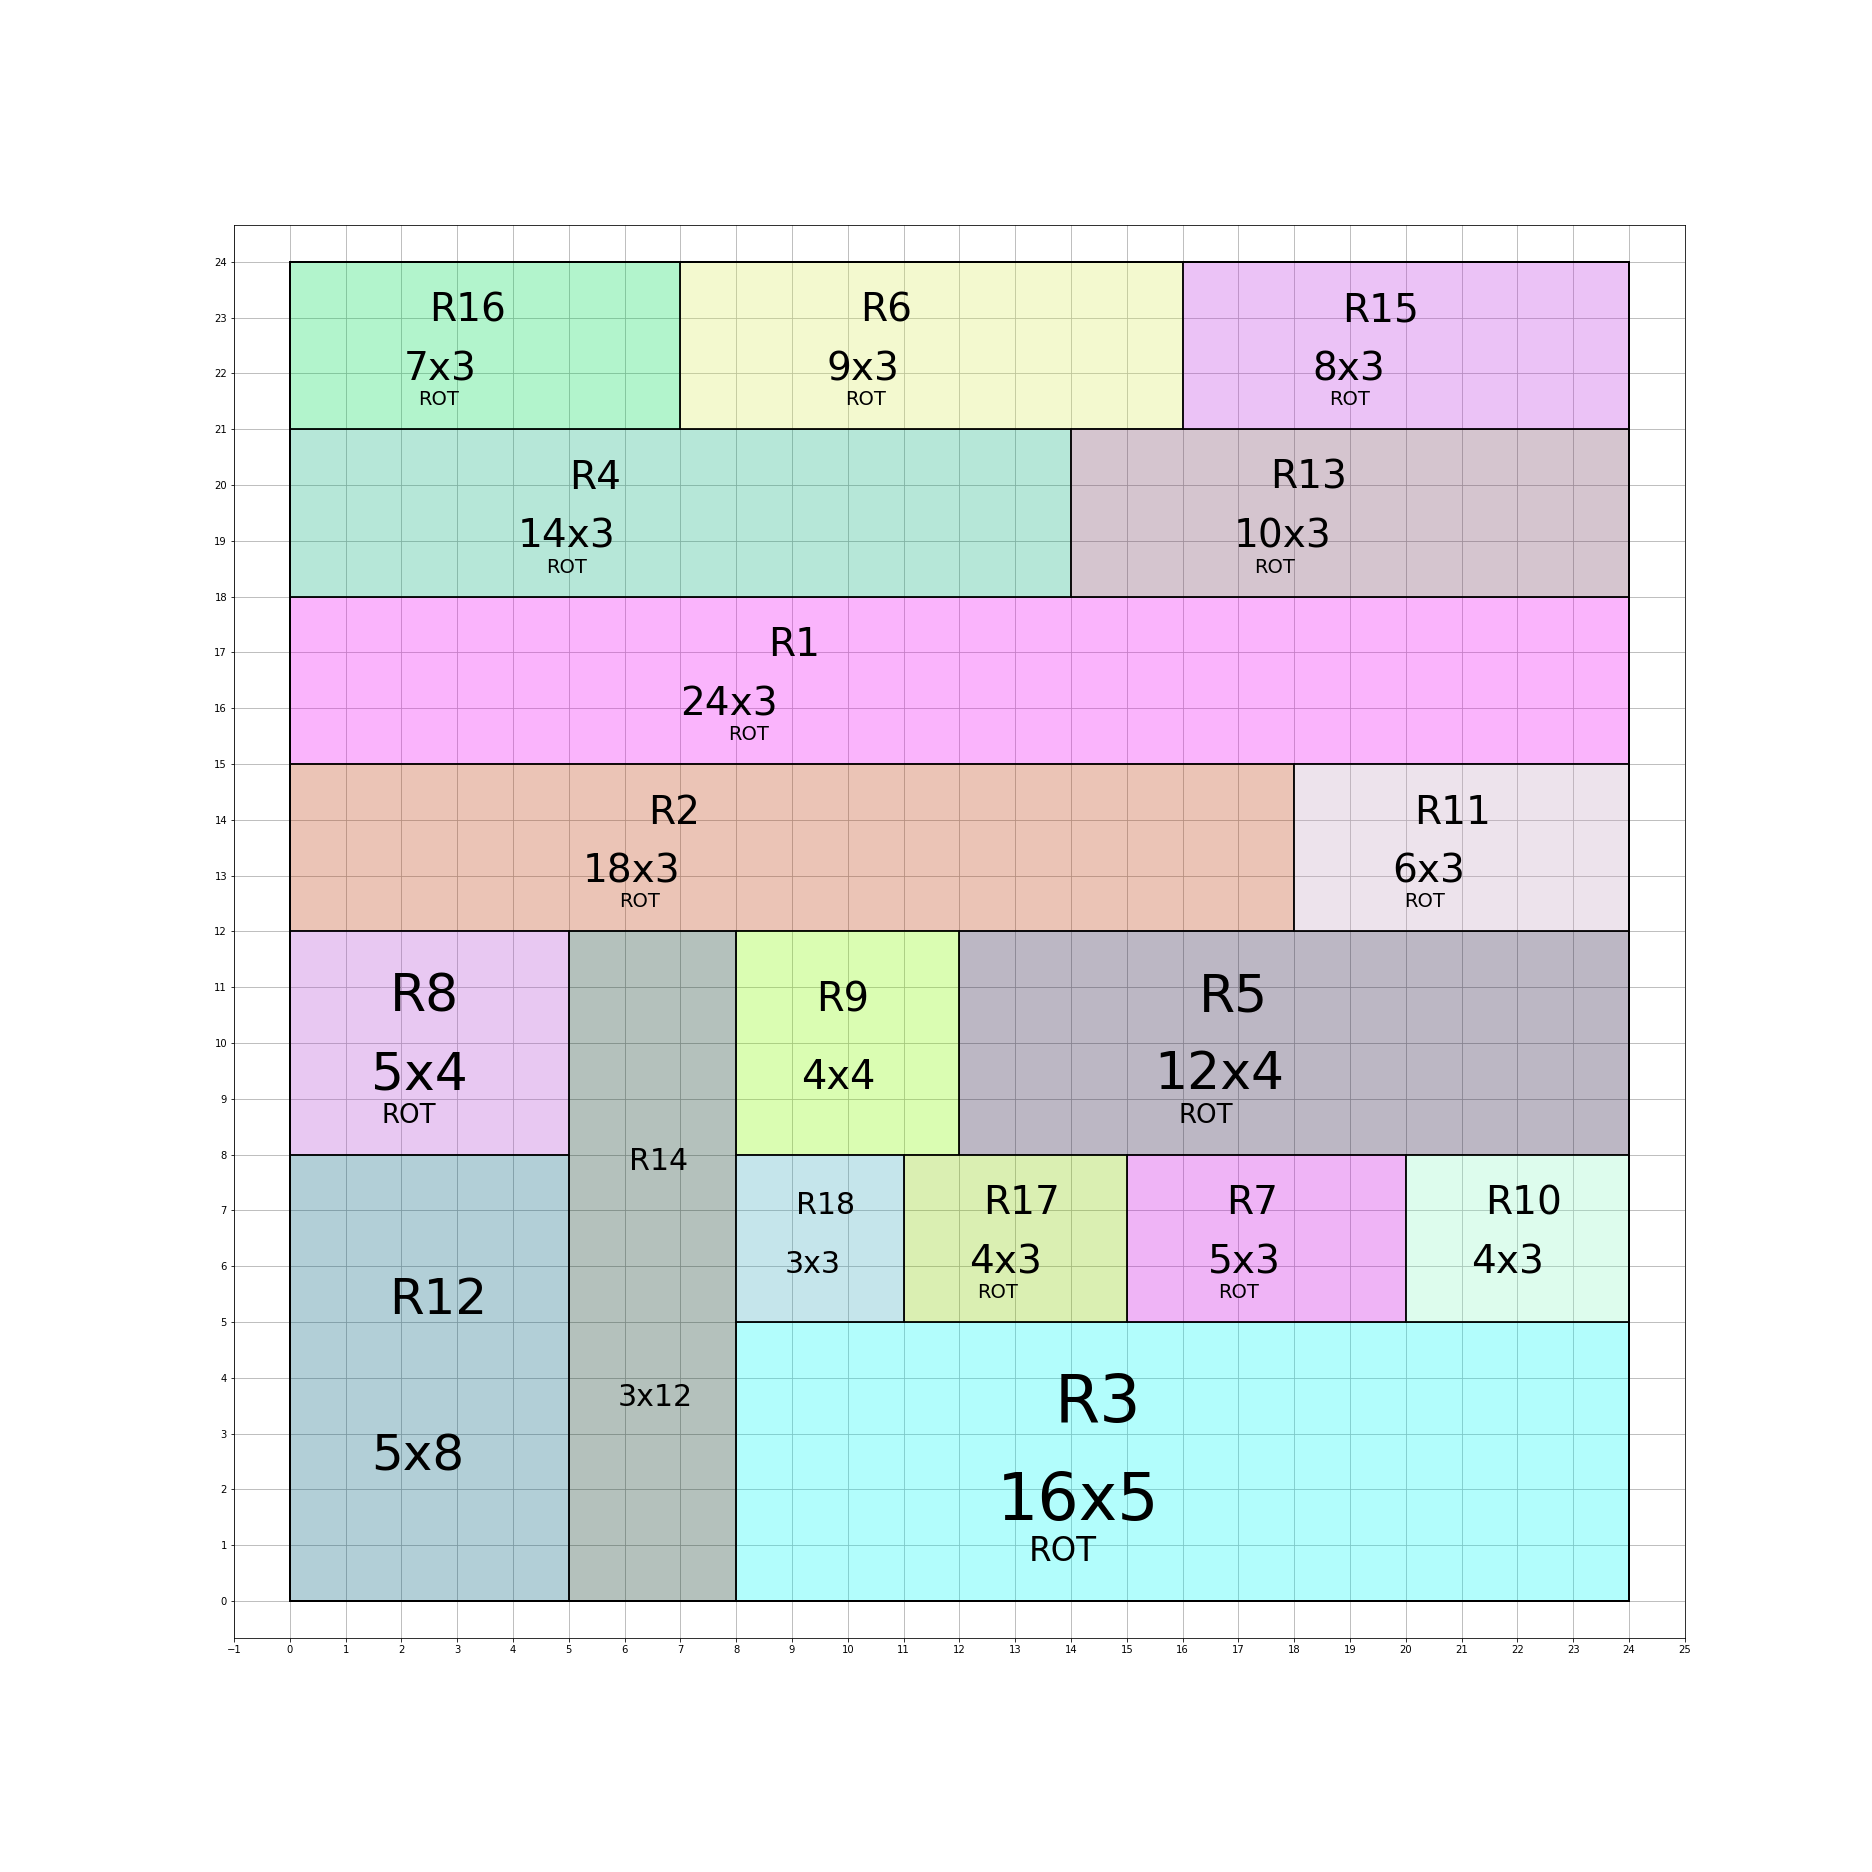 R16
7x3
ROT
R6
9x3
ROT
R15
8x3
ROT
R4
14x3
ROT
R13
10x3
ROT
R1
24x3
ROT
R2
18x3
ROT
R11
6x3
ROT
R8
5x4
ROT
R14
3x12
R9
4x4
R5
12x4
ROT
R12
5x8
R18
3x3
R17
4x3
ROT
R7
5x3
ROT
R10
4x3
R3
16x5
ROT
24
23
22
21
20
19
18
17
16
15
14
13
12
11
10
9
8
7
6
5
4
3
2
1
0
−1 0 1 2 3 4 5 6 7 8 9 10 11 12 13 14 15 16 17 18 19 20 21 22 23 24 25